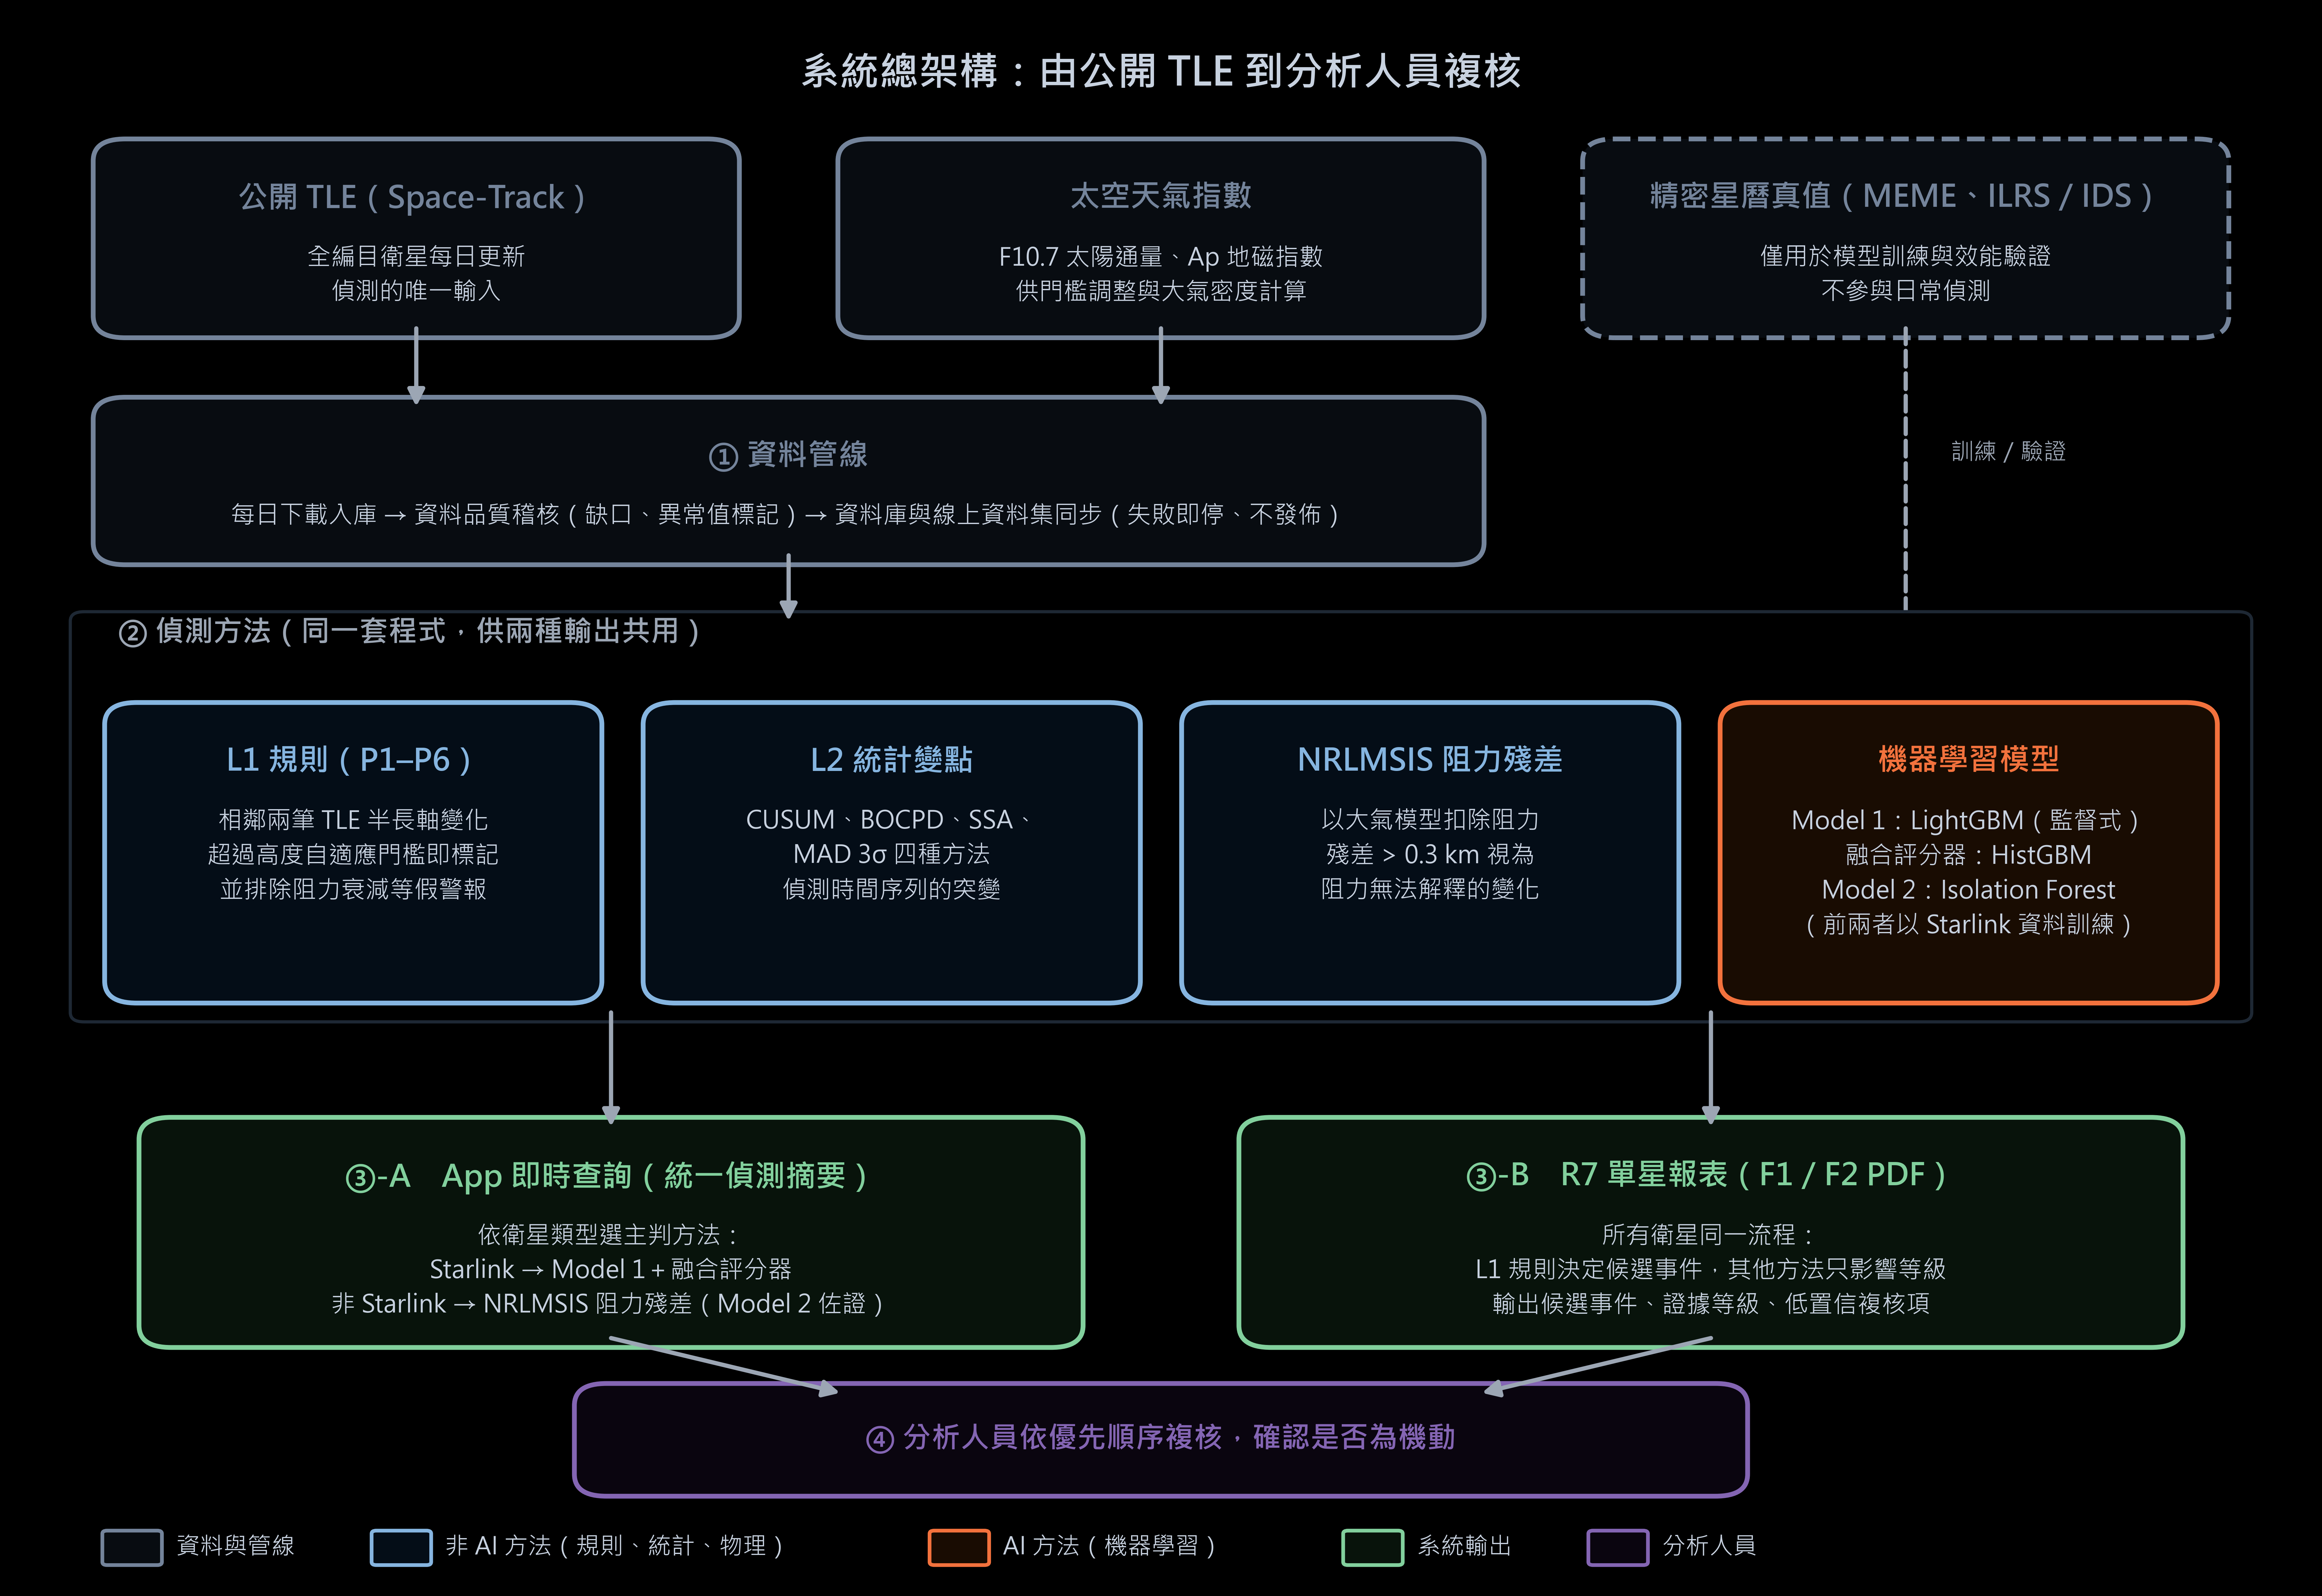 系統總架構：由公開 TLE 到分析人員複核
公開 TLE（Space-Track）
全編目衛星每日更新
偵測的唯一輸入
太空天氣指數
F10.7 太陽通量、Ap 地磁指數
供門檻調整與大氣密度計算
精密星曆真值（MEME、ILRS / IDS）
僅用於模型訓練與效能驗證
不參與日常偵測
① 資料管線
每日下載入庫 → 資料品質稽核（缺口、異常值標記）→ 資料庫與線上資料集同步（失敗即停、不發佈）
訓練 / 驗證
② 偵測方法（同一套程式，供兩種輸出共用）
L1 規則（P1–P6）
相鄰兩筆 TLE 半長軸變化
超過高度自適應門檻即標記
並排除阻力衰減等假警報
L2 統計變點
CUSUM、BOCPD、SSA、
MAD 3σ 四種方法
偵測時間序列的突變
NRLMSIS 阻力殘差
以大氣模型扣除阻力
殘差 > 0.3 km 視為
阻力無法解釋的變化
機器學習模型
Model 1：LightGBM（監督式）
融合評分器：HistGBM
Model 2：Isolation Forest
（前兩者以 Starlink 資料訓練）
③-A　App 即時查詢（統一偵測摘要）
依衛星類型選主判方法：
Starlink → Model 1 + 融合評分器
非 Starlink → NRLMSIS 阻力殘差（Model 2 佐證）
③-B　R7 單星報表（F1 / F2 PDF）
所有衛星同一流程：
L1 規則決定候選事件，其他方法只影響等級
輸出候選事件、證據等級、低置信複核項
④ 分析人員依優先順序複核，確認是否為機動
資料與管線
非 AI 方法（規則、統計、物理）
AI 方法（機器學習）
系統輸出
分析人員